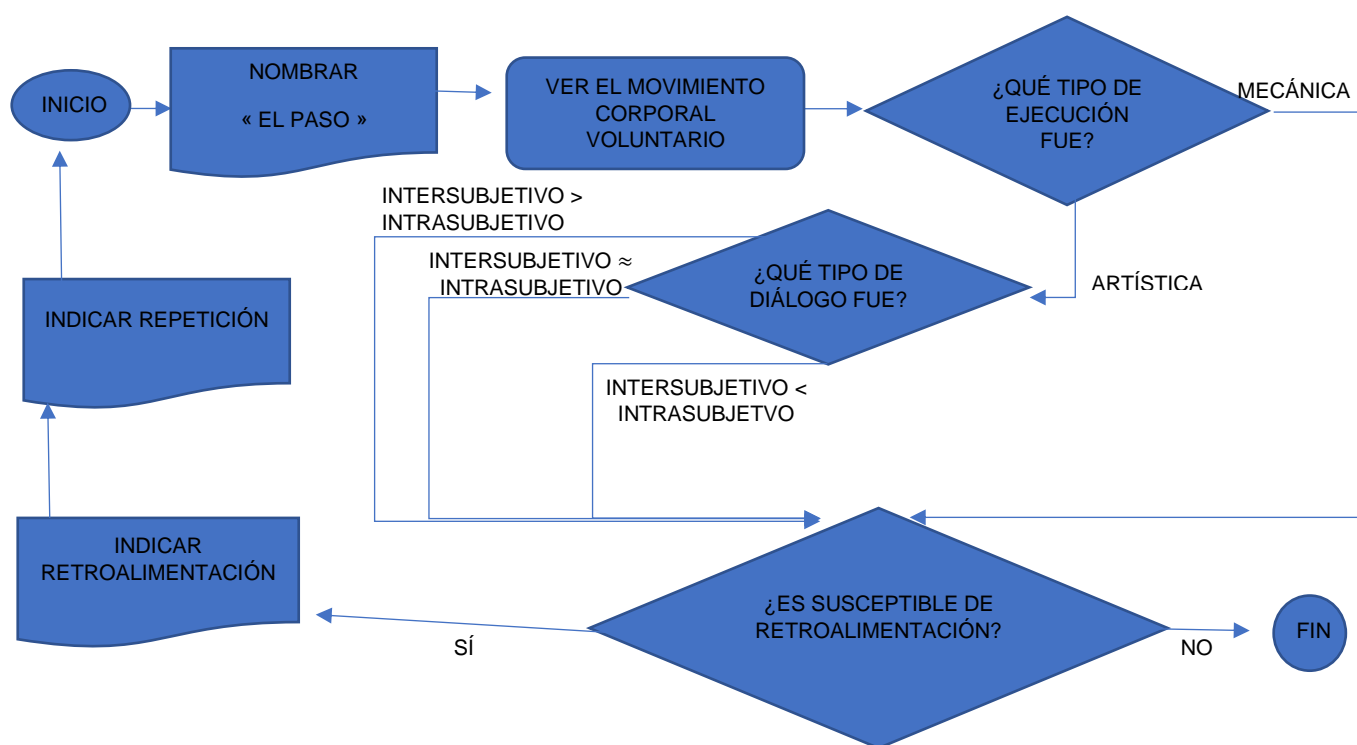 INICIO
NOMBRAR
« EL PASO »
VER EL MOVIMIENTO
CORPORAL
VOLUNTARIO
¿QUÉ TIPO DE
EJECUCIÓN
FUE?
MECÁNICA
INTERSUBJETIVO >
INTRASUBJETIVO
INTERSUBJETIVO ≈
INTRASUBJETIVO
¿QUÉ TIPO DE
DIÁLOGO FUE?
ARTÍSTICA
INDICAR REPETICIÓN
INTERSUBJETIVO <
INTRASUBJETVO
INDICAR
RETROALIMENTACIÓN
¿ES SUSCEPTIBLE DE
RETROALIMENTACIÓN?
SÍ
NO
FIN